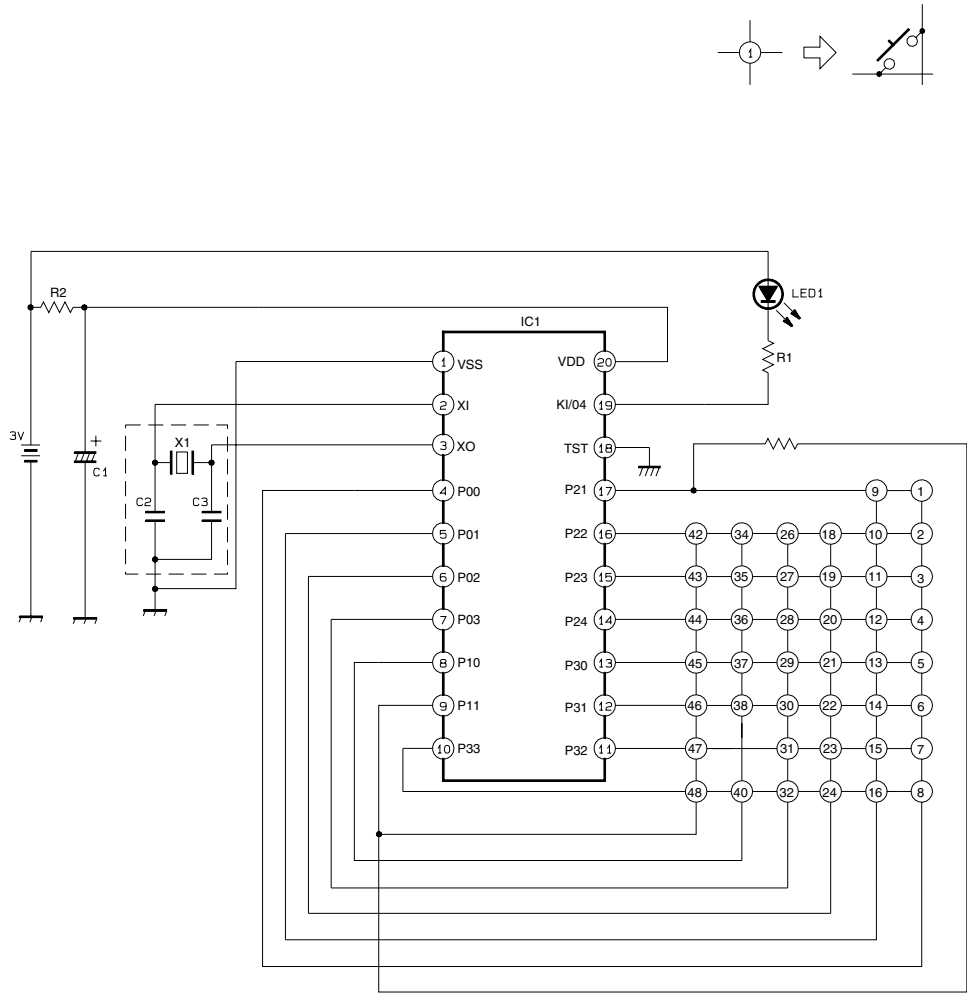 1
R2
LED1
IC1
1 VSS VDD 20
R1
2 XI KI/04 19
3V
+
C1
X1
3 XO TST 18
C2 C3
4 P00 P21 17 9 1
5 P01 P22 16 42 34 26 18 10 2
6 P02 P23 15 43 35 27 19 11 3
7 P03 P24 14 44 36 28 20 12 4
8 P10 P30 13 45 37 29 21 13 5
9 P11 P31 12 46 38 30 22 14 6
10 P33 P32 11 47 31 23 15 7
48 40 32 24 16 8